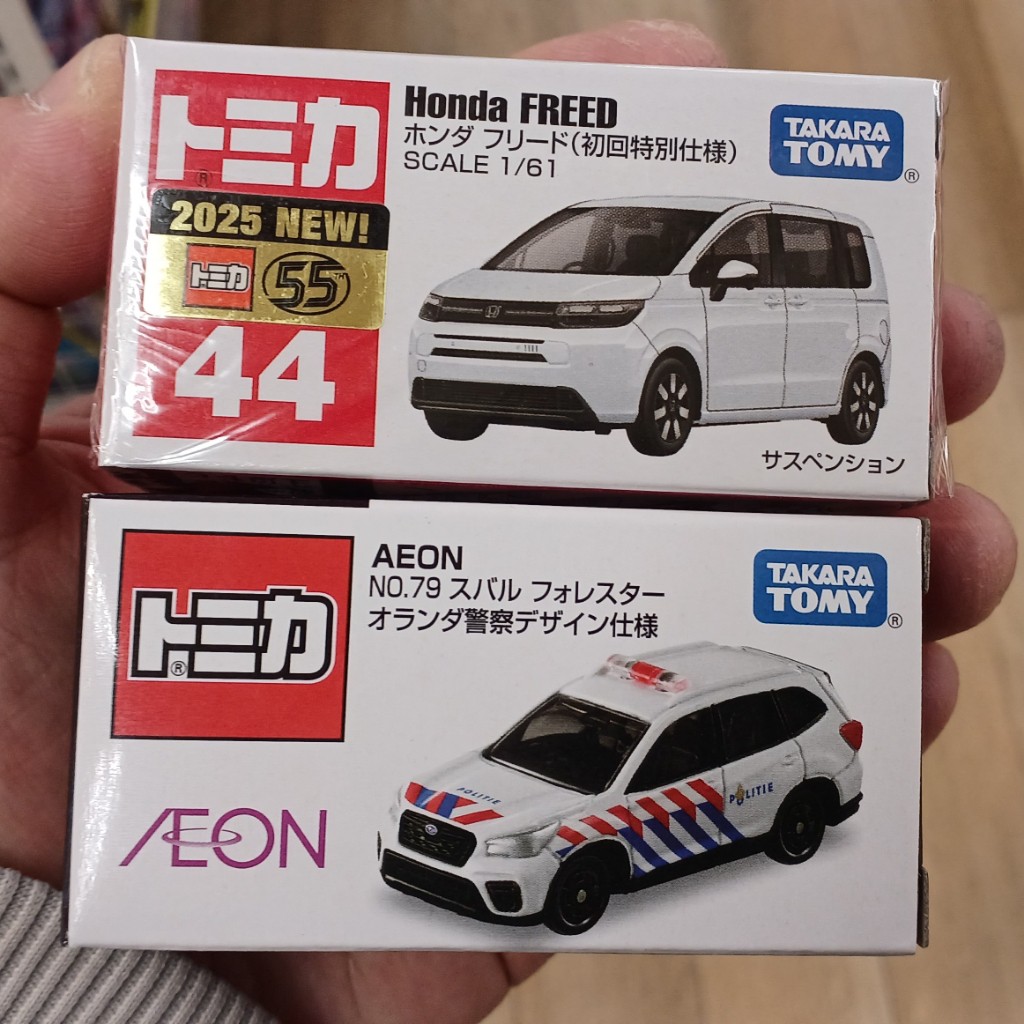 トミカ
®
2025 NEW!
トミカ
55TH
44
Honda FREED
ホンダ フリード(初回特別仕様)
SCALE 1/61
TAKARA
TOMY
®
サスペンション
トミカ
®
AEON
AEON
NO.79 スバル フォレスター
オランダ警察デザイン仕様
TAKARA
TOMY
®
POLITIE
POLITIE